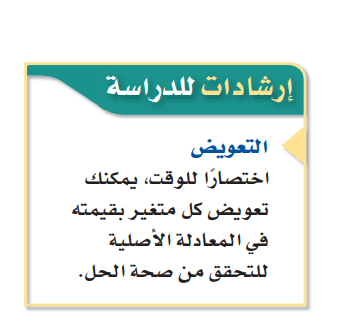 إرشادات للدراسة
التعويض
اختصارًا للوقت، يمكنك
تعويض كل متغير بقيمته
في المعادلة الأصلية
للتحقق من صحة الحل.